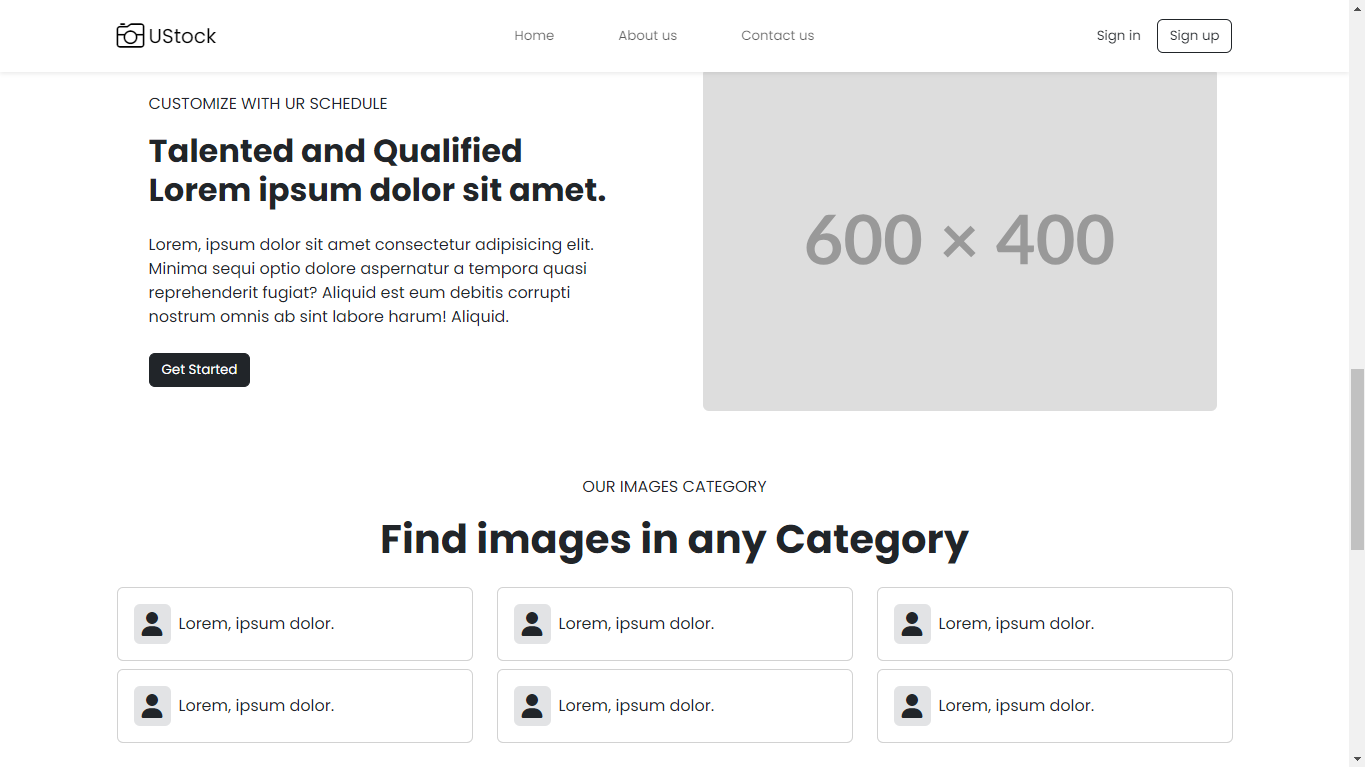 UStock
Home
About us
Contact us
Sign in
Sign up
CUSTOMIZE WITH UR SCHEDULE
Talented and Qualified
Lorem ipsum dolor sit amet.
Lorem, ipsum dolor sit amet consectetur adipisicing elit.
Minima sequi optio dolore aspernatur a tempora quasi
reprehenderit fugiat? Aliquid est eum debitis corrupti
nostrum omnis ab sint labore harum! Aliquid.
Get Started
600 × 400
OUR IMAGES CATEGORY
Find images in any Category
Lorem, ipsum dolor.
Lorem, ipsum dolor.
Lorem, ipsum dolor.
Lorem, ipsum dolor.
Lorem, ipsum dolor.
Lorem, ipsum dolor.